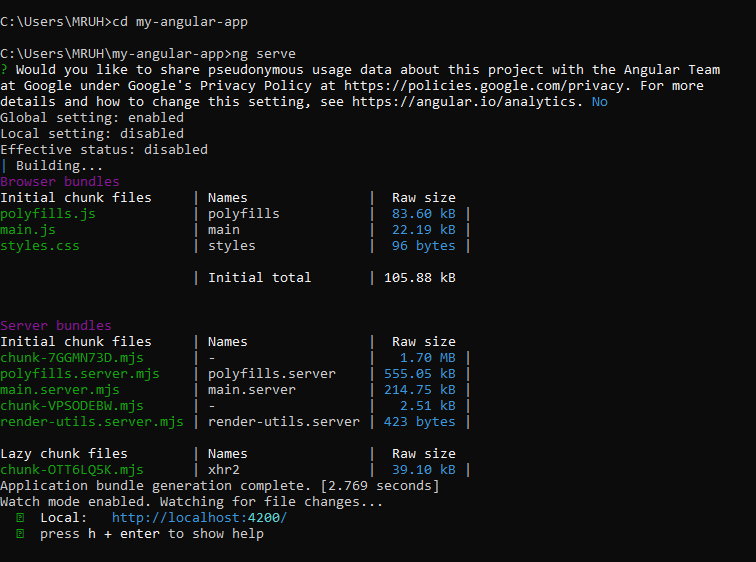 C:\Users\MRUH>cd my-angular-app
C:\Users\MRUH\my-angular-app>ng serve
? Would you like to share pseudonymous usage data about this project with the Angular Team
at Google under Google's Privacy Policy at https://policies.google.com/privacy. For more
details and how to change this setting, see https://angular.io/analytics. No
Global setting: enabled
Local setting: disabled
Effective status: disabled
| Building...
Browser bundles
Initial chunk files     | Names               |  Raw size
polyfills.js            | polyfills           |  83.60 kB |
main.js                 | main                |  22.19 kB |
styles.css              | styles              |  96 bytes |
                        | Initial total       | 105.88 kB
Server bundles
Initial chunk files     | Names               |  Raw size
chunk-7GGMN73D.mjs      | -                   |   1.70 MB |
polyfills.server.mjs    | polyfills.server    | 555.05 kB |
main.server.mjs         | main.server         | 214.75 kB |
chunk-VPSODEBW.mjs      | -                   |   2.51 kB |
render-utils.server.mjs | render-utils.server | 423 bytes |
Lazy chunk files        | Names               |  Raw size
chunk-OTT6LQ5K.mjs      | xhr2                |  39.10 kB |
Application bundle generation complete. [2.769 seconds]
Watch mode enabled. Watching for file changes...
Local:   http://localhost:4200/
press h + enter to show help